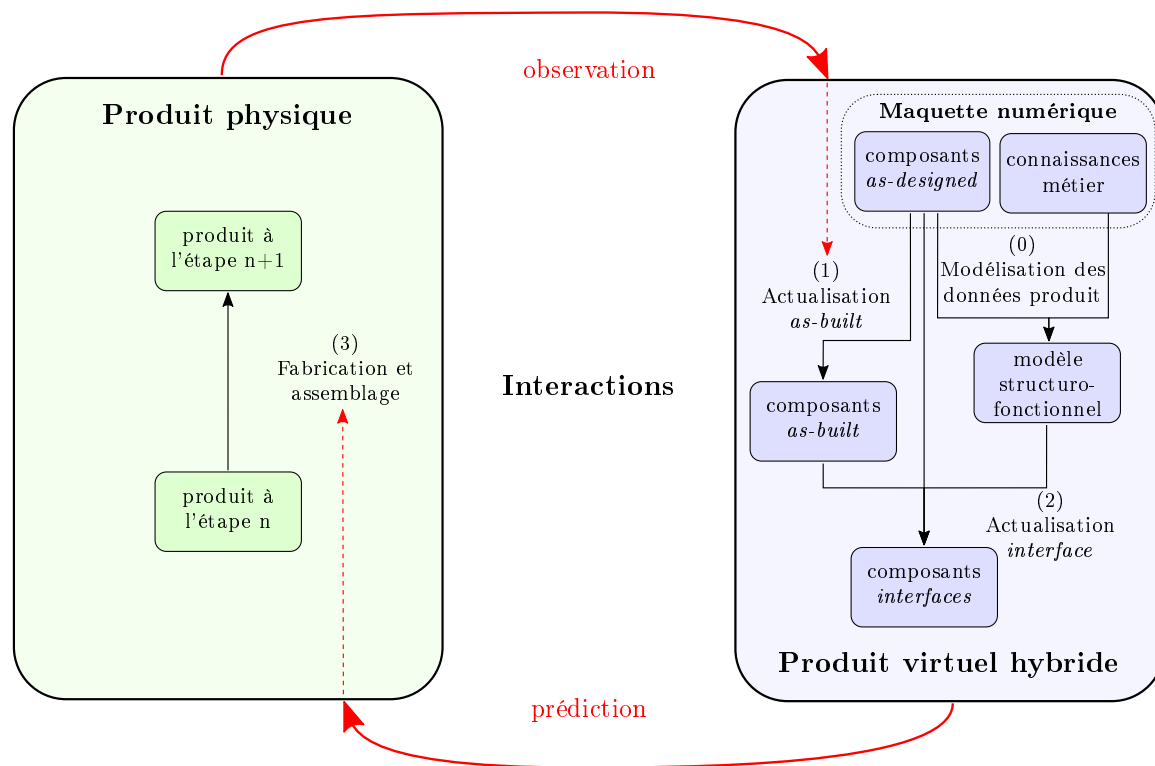 observation
Produit physique
produit à
l'étape n+1
(3)
Fabrication et
assemblage
produit à
l'étape n
Interactions
Maquette numérique
composants
as-designed
connaissances
métier
(0)
Modélisation des
données produit
(1)
Actualisation
as-built
modèle
structuro-
fonctionnel
composants
as-built
(2)
Actualisation
interface
composants
interfaces
Produit virtuel hybride
prédiction